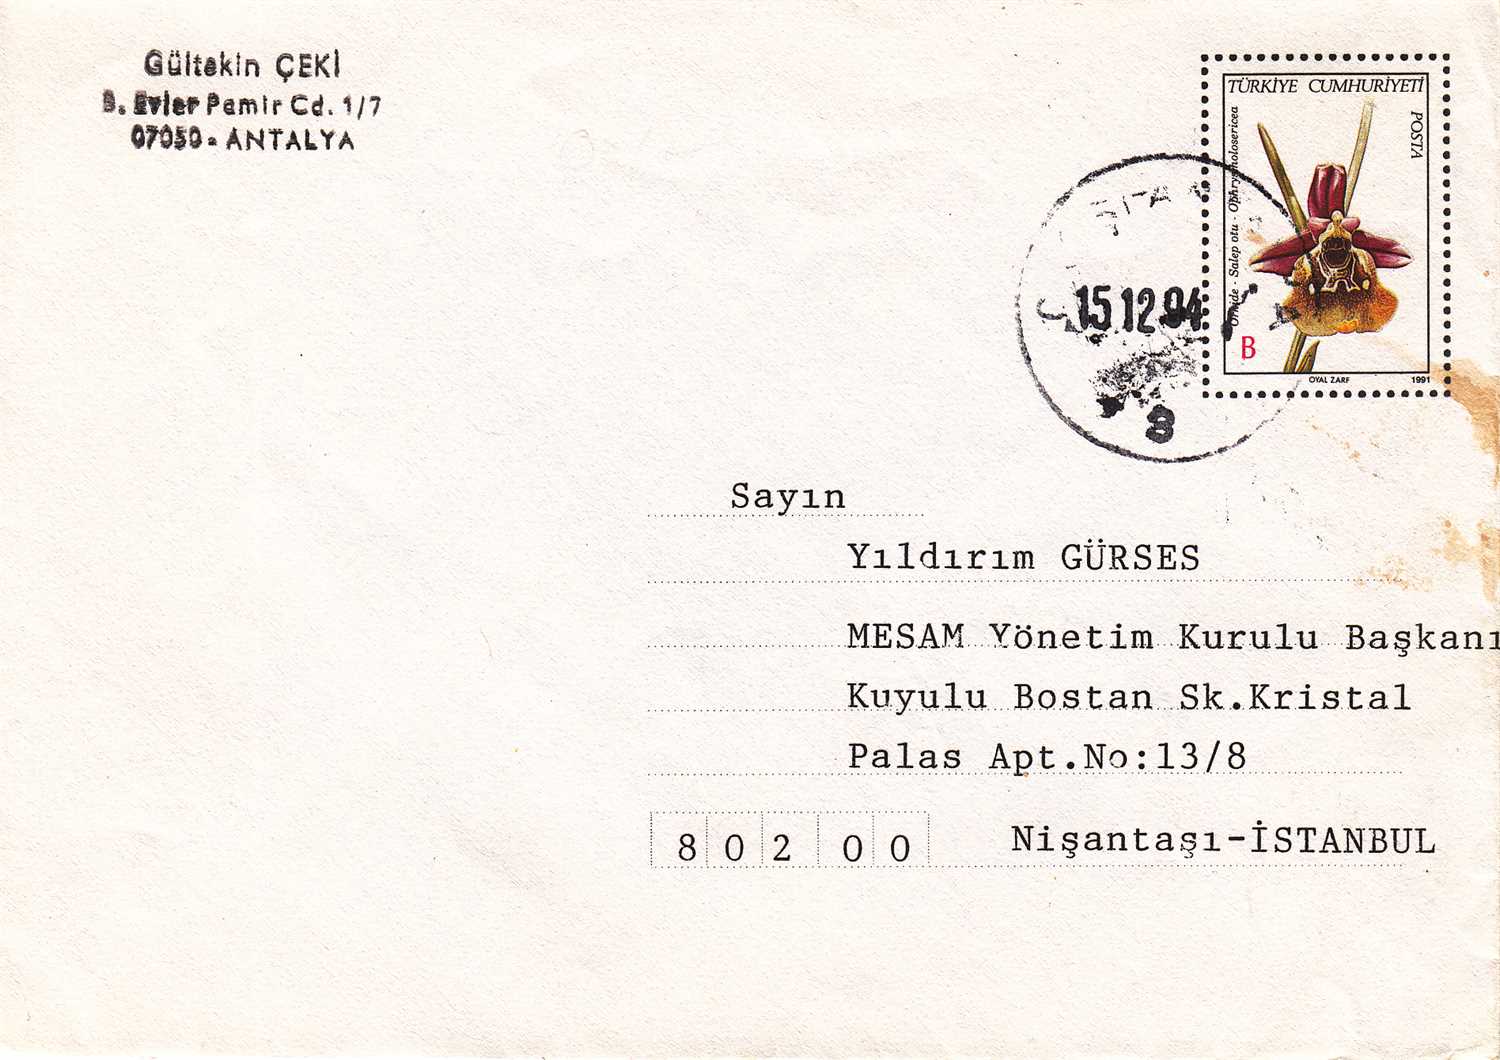 Gültekin ÇEKİ
B. Evler Pamir Cd. 1/7
07050 - ANTALYA
TÜRKİYE CUMHURİYETİ
POSTA
Orkide - Salep otu - Ophrys holosericea
B
OYAL ZARF 1991
15 12 94
3
Sayın
Yıldırım GÜRSES
MESAM Yönetim Kurulu Başkanı
Kuyulu Bostan Sk.Kristal
Palas Apt.No:13/8
80200 Nişantaşı-İSTANBUL